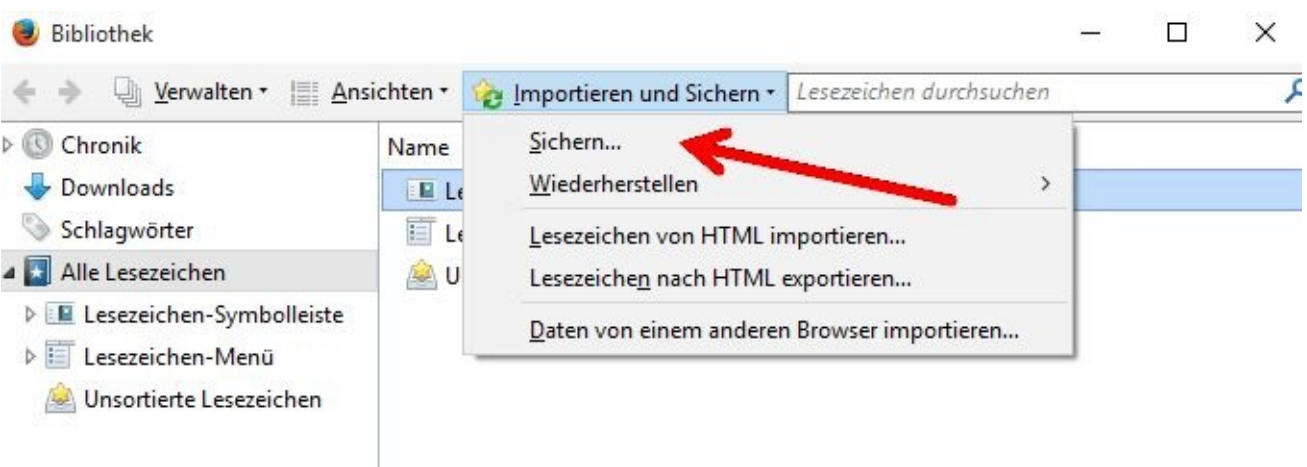 Bibliothek
Verwalten Ansichten Importieren und Sichern Lesezeichen durchsuchen
Chronik
Downloads
Schlagwörter
Alle Lesezeichen
Lesezeichen-Symbolleiste
Lesezeichen-Menü
Unsortierte Lesezeichen
Name
Sichern...
Wiederherstellen
Lesezeichen von HTML importieren...
Lesezeichen nach HTML exportieren...
Daten von einem anderen Browser importieren...